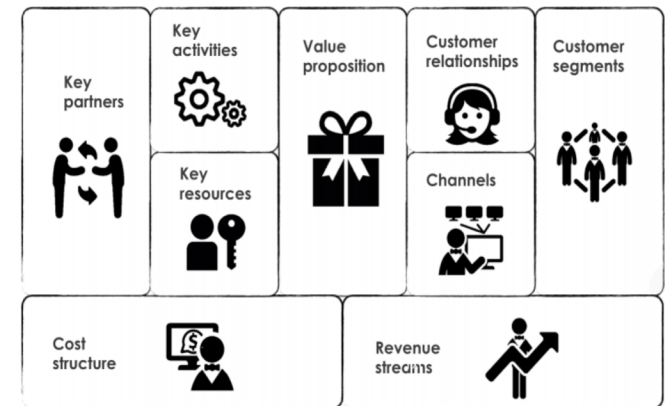 Key
partners
Key
activities
Key
resources
Value
proposition
Customer
relationships
Channels
Customer
segments
Cost
structure
$
Revenue
streams